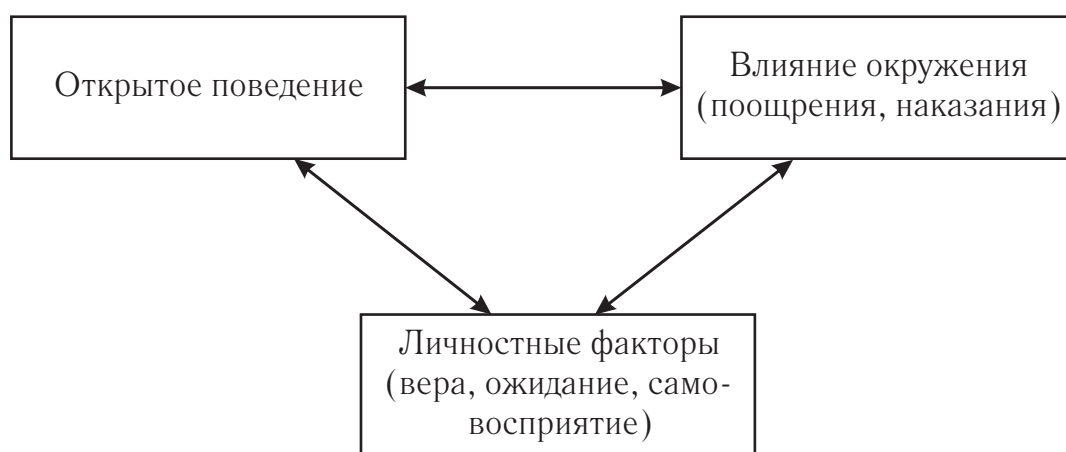 Открытое поведение
Влияние окружения
(поощрения, наказания)
Личностные факторы
(вера, ожидание, само-
восприятие)